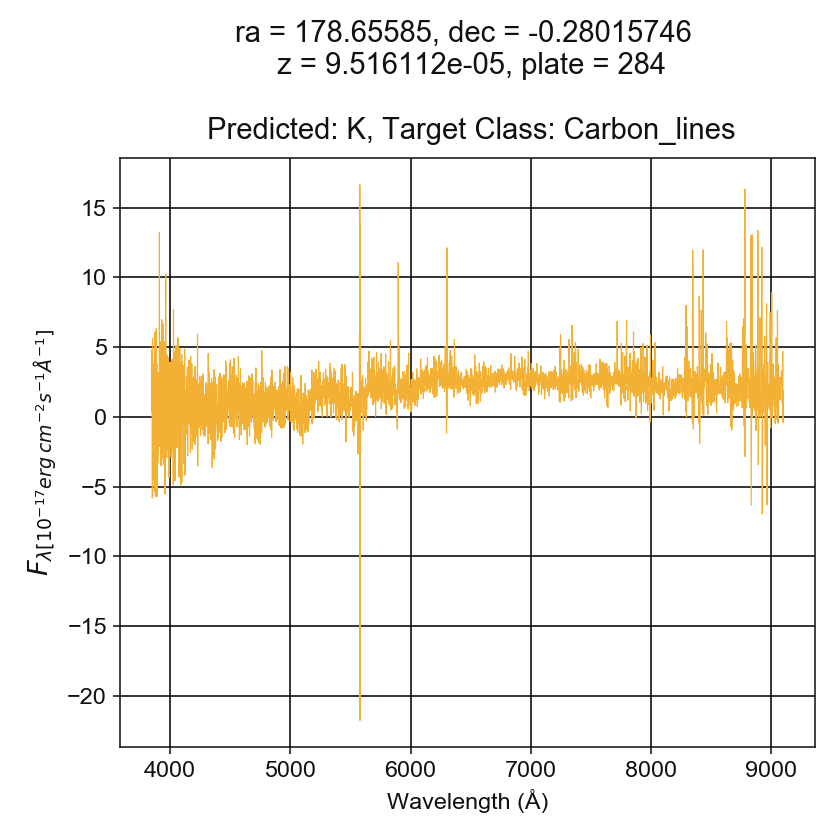 ra = 178.65585, dec = -0.28015746
z = 9.516112e-05, plate = 284
Predicted: K, Target Class: Carbon_lines
15
10
5
0
−5
−10
−15
−20
F_{λ[10^{−17}erg cm^{−2}s^{−1}Å^{−1}]}
4000 5000 6000 7000 8000 9000
Wavelength (Å)